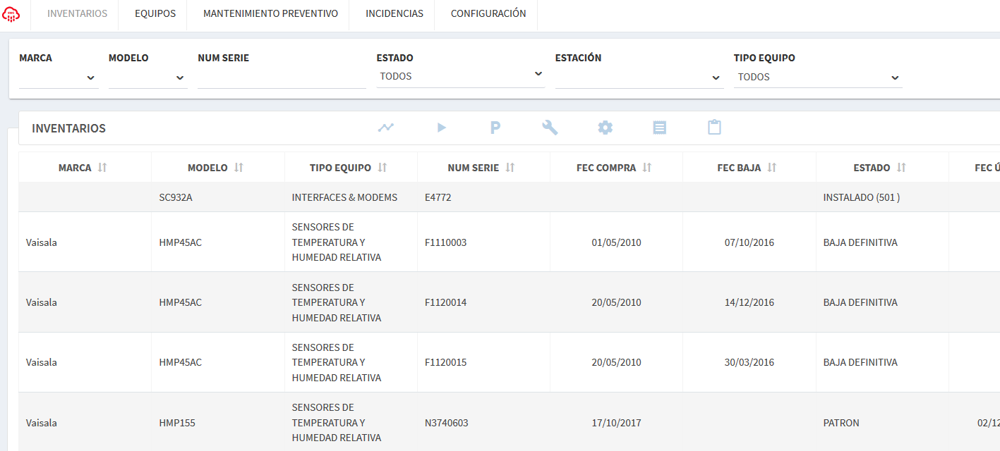 INVENTARIOS EQUIPOS MANTENIMIENTO PREVENTIVO INCIDENCIAS CONFIGURACIÓN
MARCA MODELO NUM SERIE ESTADO ESTACIÓN TIPO EQUIPO
TODOS TODOS
INVENTARIOS
MARCA MODELO TIPO EQUIPO NUM SERIE FEC COMPRA FEC BAJA ESTADO FEC Ú
SC932A INTERFACES & MODEMS E4772 INSTALADO (501 )
SENSORES DE
Vaisala HMP45AC TEMPERATURA Y F1110003 01/05/2010 07/10/2016 BAJA DEFINITIVA
HUMEDAD RELATIVA
SENSORES DE
Vaisala HMP45AC TEMPERATURA Y F1120014 20/05/2010 14/12/2016 BAJA DEFINITIVA
HUMEDAD RELATIVA
SENSORES DE
Vaisala HMP45AC TEMPERATURA Y F1120015 20/05/2010 30/03/2016 BAJA DEFINITIVA
HUMEDAD RELATIVA
SENSORES DE
Vaisala HMP155 TEMPERATURA Y N3740603 17/10/2017 PATRON 02/12
HUMEDAD RELATIVA